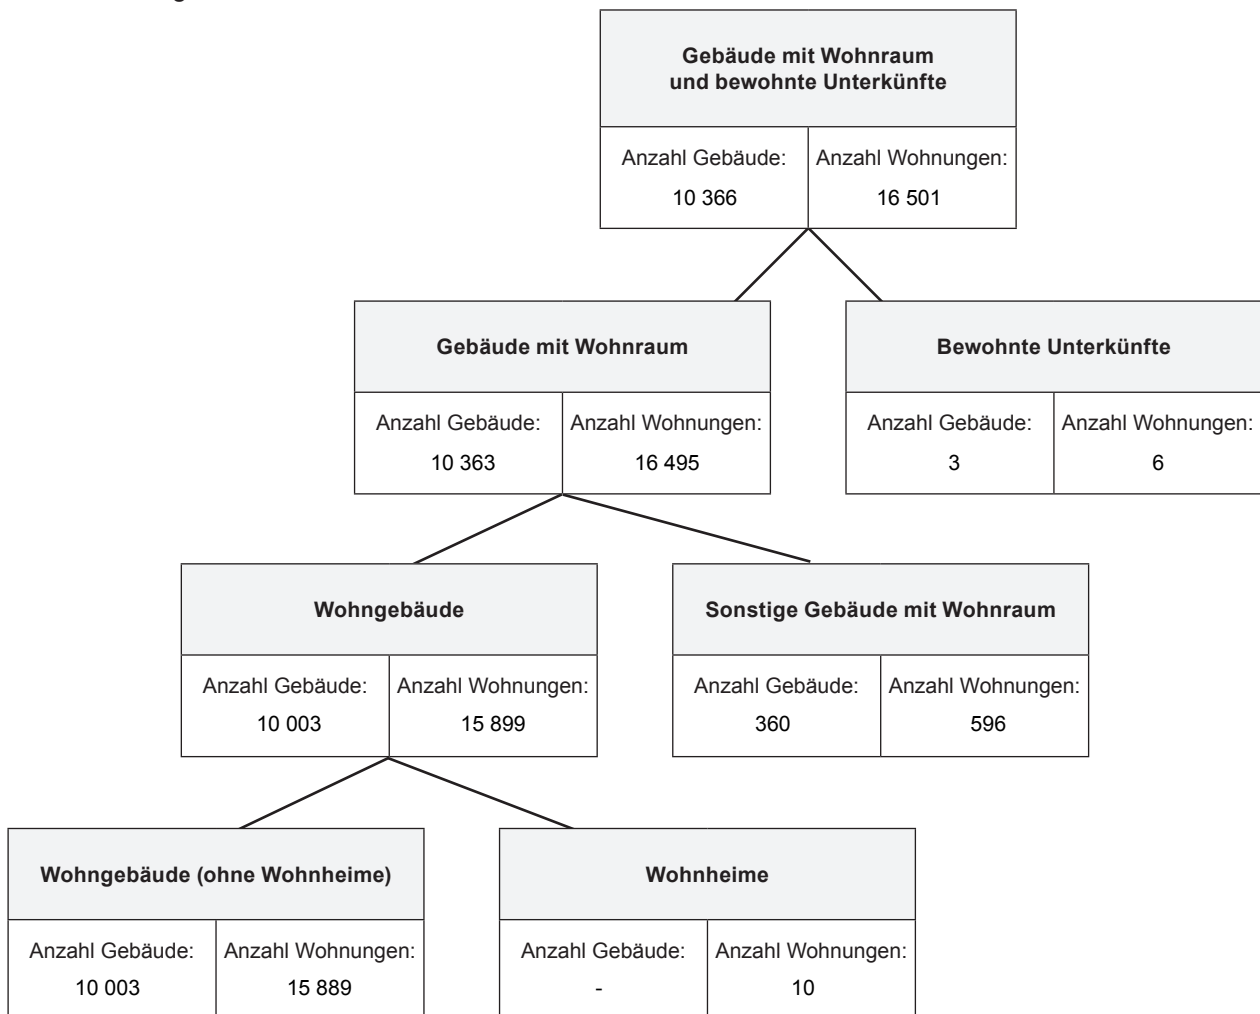 Gebäude mit Wohnraum
und bewohnte Unterkünfte
Anzahl Gebäude: Anzahl Wohnungen:
10 366 16 501
Gebäude mit Wohnraum
Anzahl Gebäude: Anzahl Wohnungen:
10 363 16 495
Bewohnte Unterkünfte
Anzahl Gebäude: Anzahl Wohnungen:
3 6
Wohngebäude
Anzahl Gebäude: Anzahl Wohnungen:
10 003 15 899
Sonstige Gebäude mit Wohnraum
Anzahl Gebäude: Anzahl Wohnungen:
360 596
Wohngebäude (ohne Wohnheime)
Anzahl Gebäude: Anzahl Wohnungen:
10 003 15 889
Wohnheime
Anzahl Gebäude: Anzahl Wohnungen:
- 10